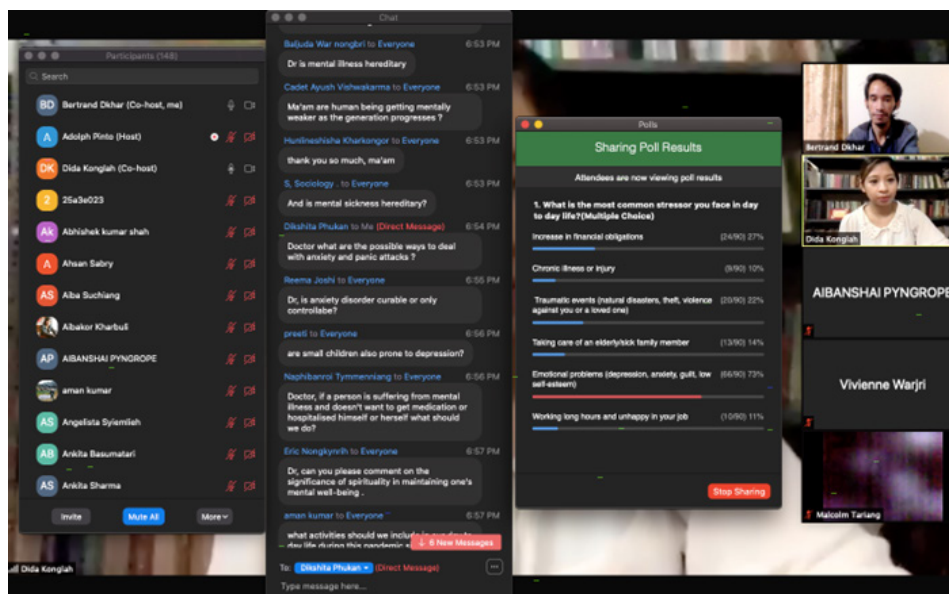 Participants (148)
Search
BD Bertrand Dkhar (Co-host, me)
A Adolph Pinto (Host)
DK Dida Konglah (Co-host)
2 25a3e023
Ak Abhishek kumar shah
A Ahsan Sabry
AS Alba Suchiang
Albakor Kharbuli
AP AIBANSHAI PYNGROPE
aman kumar
AS Angelista Syiemlieh
AB Ankita Basumatari
AS Ankita Sharma
Invite
Mute All
More
Dida Konglah
Chat
Baljuda War nongbri to Everyone 6:53 PM
Dr is mental illness hereditary
Cadet Ayush Vishwakarma to Everyone 6:53 PM
Ma'am are human being getting mentally
weaker as the generation progresses ?
Hunlineshisha Kharkongor to Everyone 6:53 PM
thank you so much, ma'am
S, Sociology . to Everyone 6:53 PM
And is mental sickness hereditary?
Dikshita Phukan to Me (Direct Message) 6:54 PM
Doctor what are the possible ways to deal
with anxiety and panic attacks ?
Reema Joshi to Everyone 6:55 PM
Dr, is anxiety disorder curable or only
controllabe?
preeti to Everyone 6:56 PM
are small children also prone to depression?
Naphibanroi Tymmenniang to Everyone 6:56 PM
Doctor, if a person is suffering from mental
illness and doesn't want to get medication or
hospitalised himself or herself what should
we do?
Eric Nongkynrih to Everyone 6:57 PM
Dr, can you please comment on the
significance of spirituality in maintaining one's
mental well-being .
aman kumar to Everyone 6:57 PM
what activities should we include
day life during this pandemic
6 New Messages
To: Dikshita Phukan (Direct Message)
Type message here...
Polls
Sharing Poll Results
Attendees are now viewing poll results
1. What is the most common stressor you face in day
to day life?(Multiple Choice)
Increase in financial obligations (24/90) 27%
Chronic illness or injury (9/90) 10%
Traumatic events (natural disasters, theft, violence (20/90) 22%
against you or a loved one)
Taking care of an elderly/sick family member (13/90) 14%
Emotional problems (depression, anxiety, guilt, low (66/90) 73%
self-esteem)
Working long hours and unhappy in your job (10/90) 11%
Stop Sharing
Bertrand Dkhar
Dida Konglah
AIBANSHAI PYNGROPE
Vivienne Warjri
Malcolm Tariang